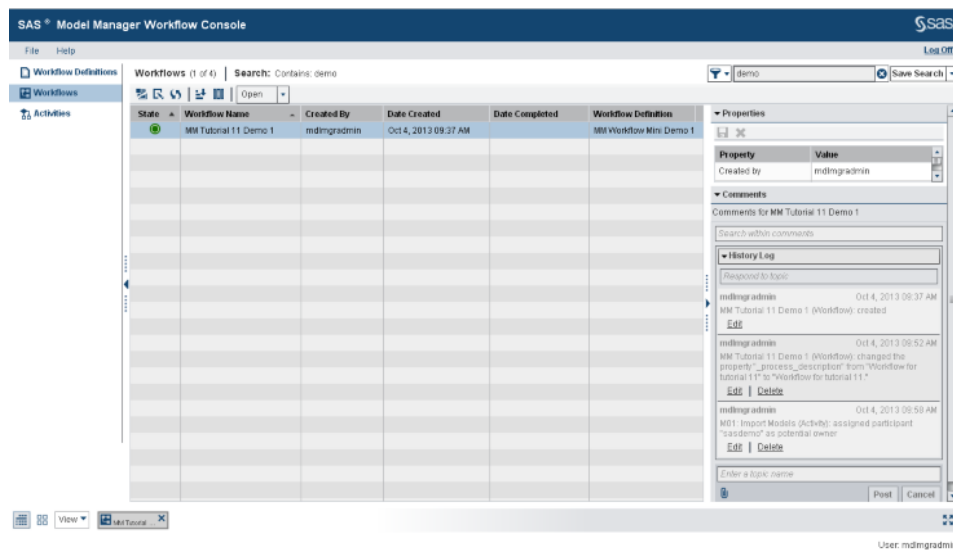 SAS ® Model Manager Workflow Console
sas
File Help
Log Off
Workflow Definitions
Workflows
Activities
Workflows (1 of 4) | Search: Contains: demo
demo
Save Search
Open
State Workflow Name Created By Date Created Date Completed Workflow Definition
MM Tutorial 11 Demo 1 mdlmgradmin Oct 4, 2013 09:37 AM MM Workflow Mini Demo 1
Properties
Property Value
Created by mdlmgradmin
Comments
Comments for MM Tutorial 11 Demo 1
Search within comments
History Log
Respond to topic
mdlmgradmin Oct 4, 2013 09:37 AM
MM Tutorial 11 Demo 1 (Workflow): created
Edit
mdlmgradmin Oct 4, 2013 09:52 AM
MM Tutorial 11 Demo 1 (Workflow): changed the
property "_process_description" from "Workflow for
tutorial 11" to "Workflow for tutorial 11."
Edit | Delete
mdlmgradmin Oct 4, 2013 09:58 AM
M01: Import Models (Activity): assigned participant
"sasdemo" as potential owner
Edit | Delete
Enter a topic name
Post Cancel
View
MM Tutorial ...
User: mdlmgradmi